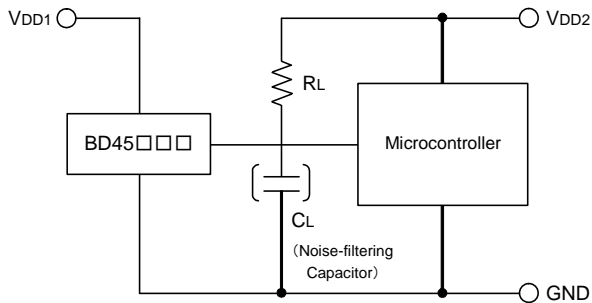 VDD1
VDD2
RL
BD45□□□
Microcontroller
CL
（Noise-filtering
Capacitor）
GND